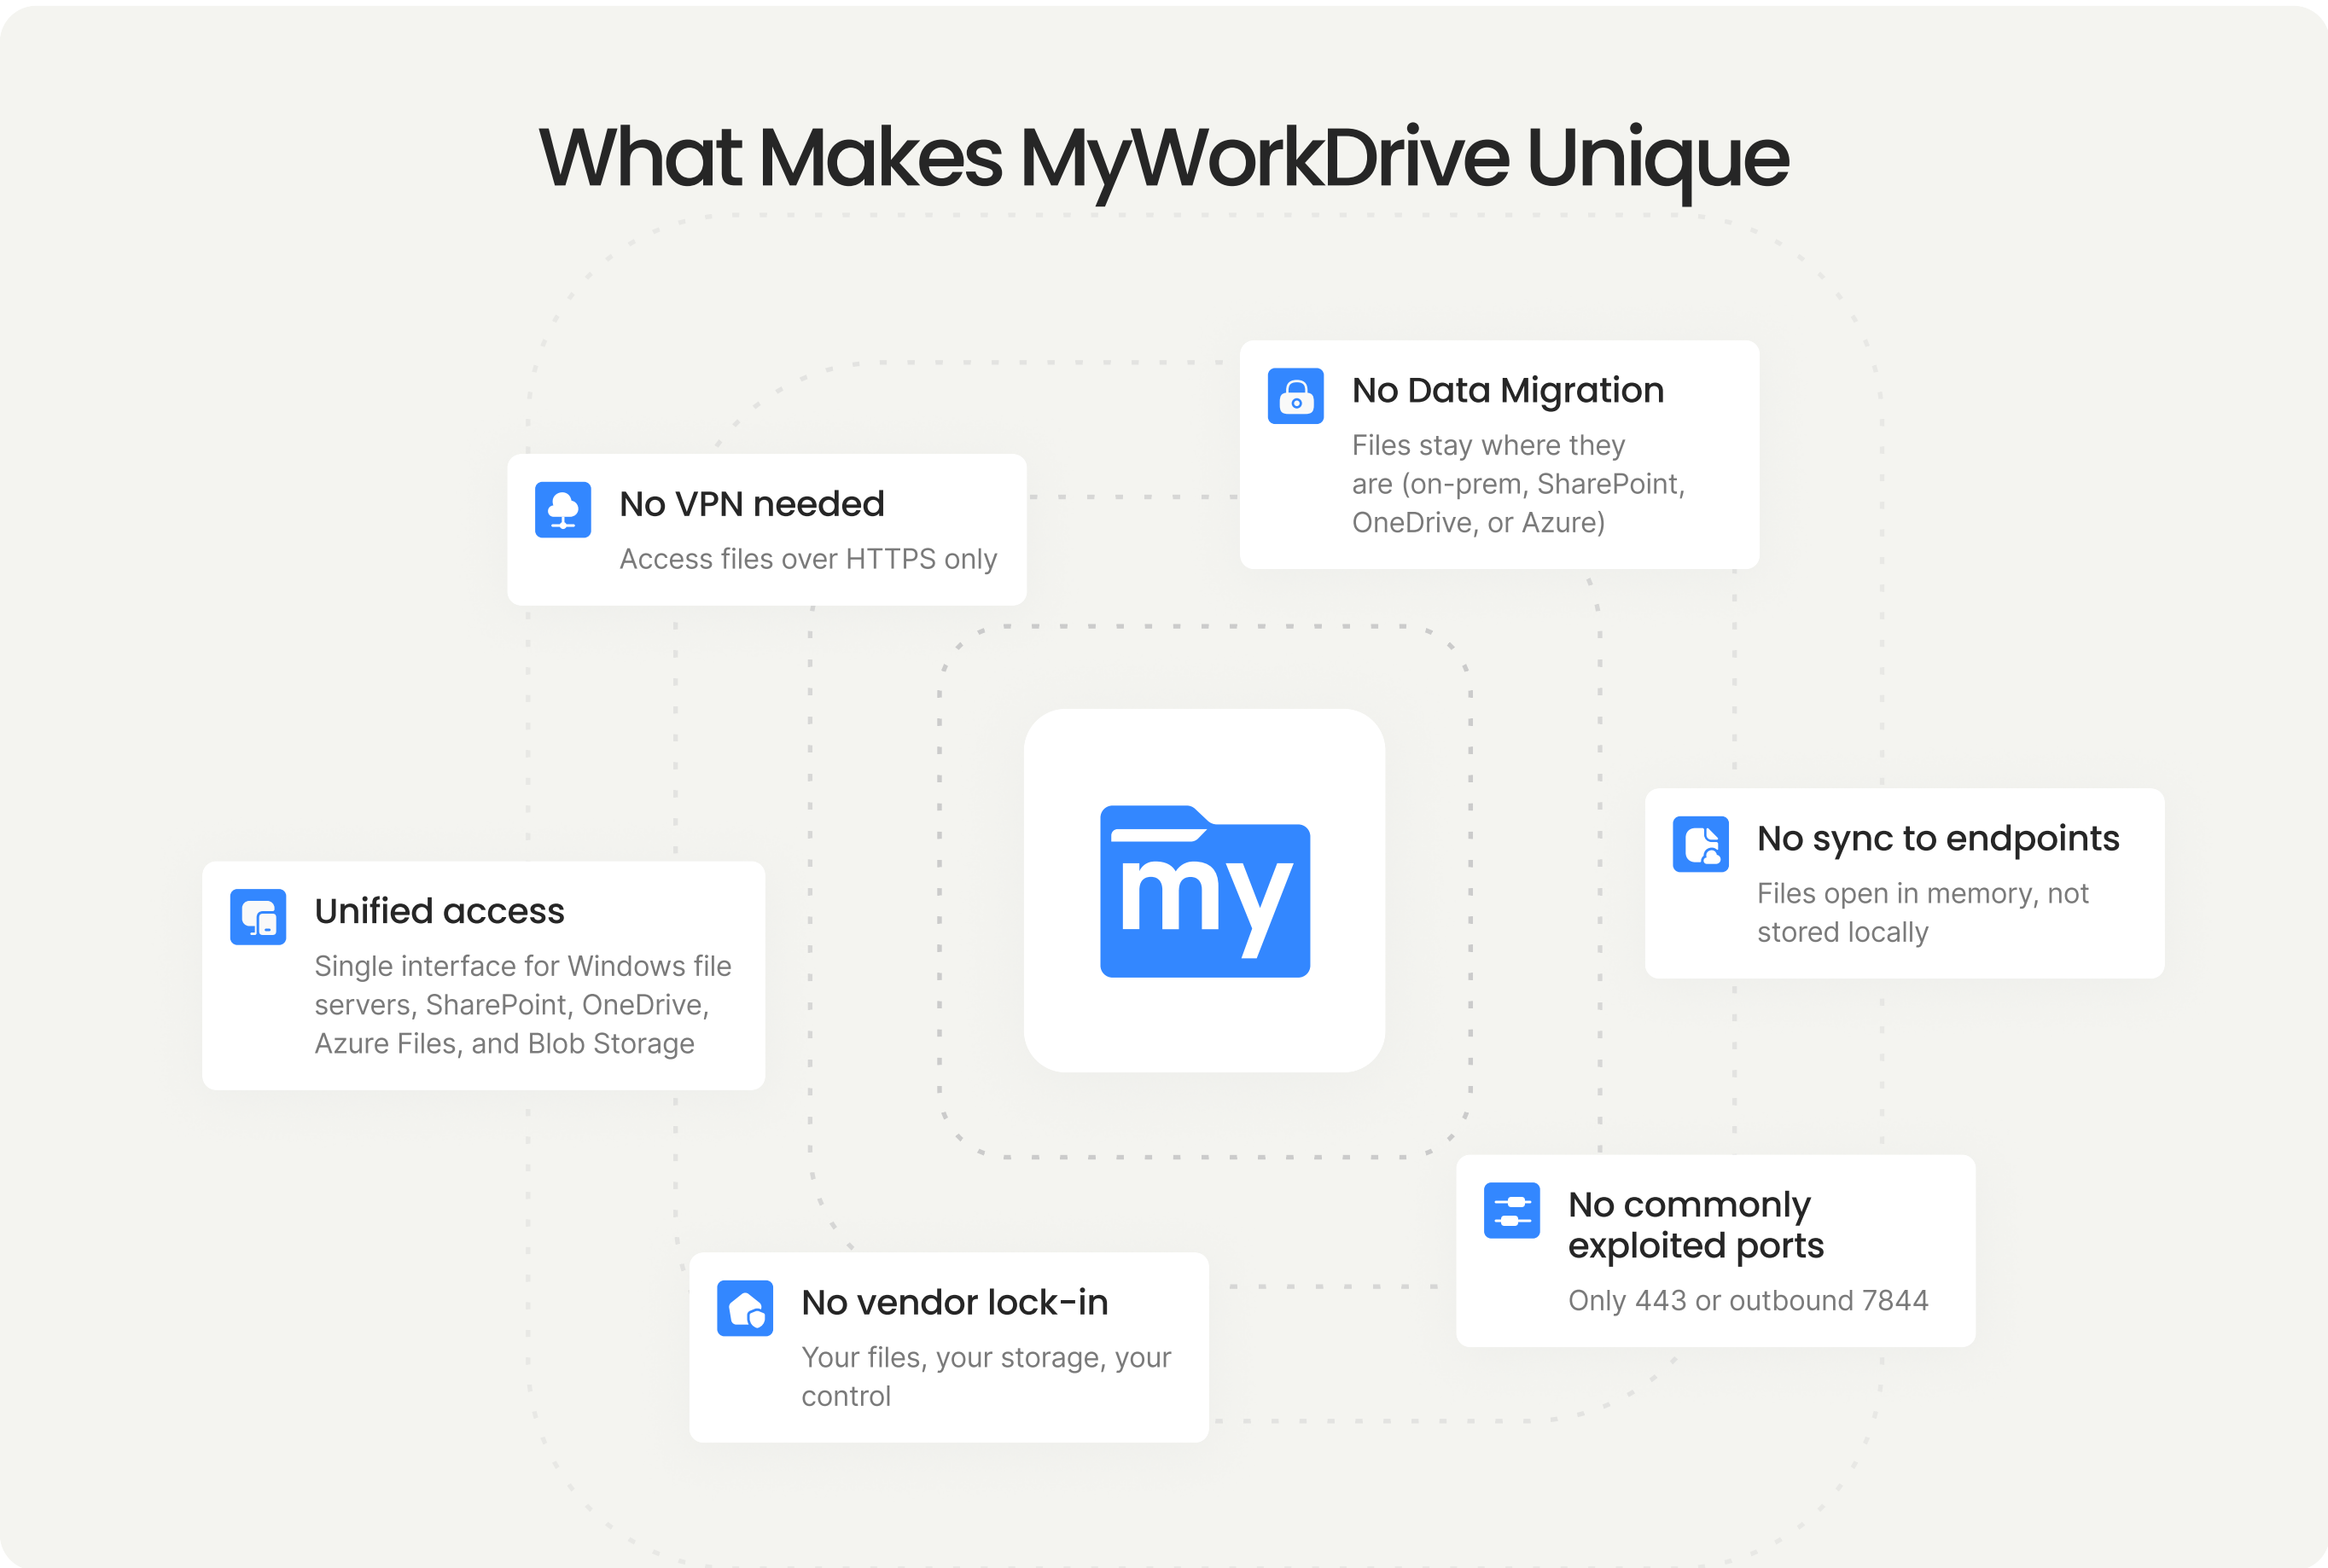 What Makes MyWorkDrive Unique
No Data Migration
Files stay where they
are (on-prem, SharePoint,
OneDrive, or Azure)
No VPN needed
Access files over HTTPS only
my
No sync to endpoints
Files open in memory, not
stored locally
Unified access
Single interface for Windows file
servers, SharePoint, OneDrive,
Azure Files, and Blob Storage
No commonly
exploited ports
Only 443 or outbound 7844
No vendor lock-in
Your files, your storage, your
control